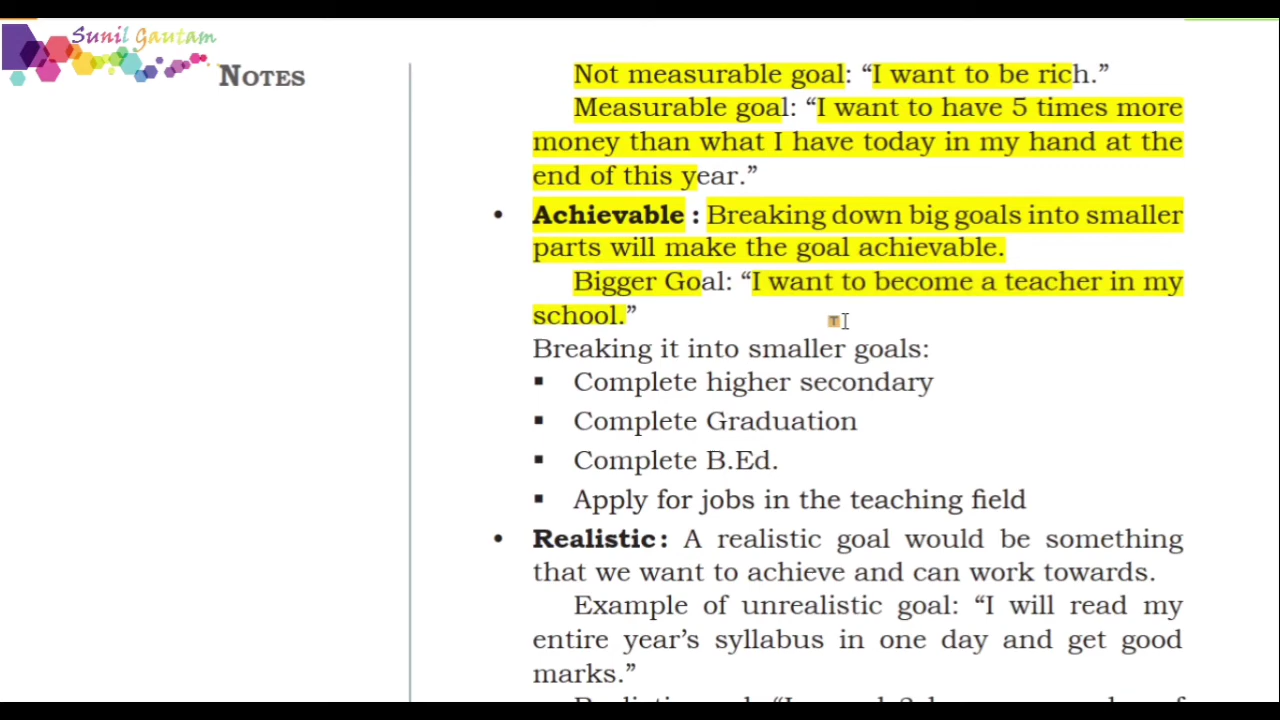 Sunil Gautam
NOTES
Not measurable goal: “I want to be rich.”
Measurable goal: “I want to have 5 times more
money than what I have today in my hand at the
end of this year.”
• Achievable : Breaking down big goals into smaller
parts will make the goal achievable.
Bigger Goal: “I want to become a teacher in my
school.”
Breaking it into smaller goals:
▪ Complete higher secondary
▪ Complete Graduation
▪ Complete B.Ed.
▪ Apply for jobs in the teaching field
• Realistic: A realistic goal would be something
that we want to achieve and can work towards.
Example of unrealistic goal: “I will read my
entire year’s syllabus in one day and get good
marks.”